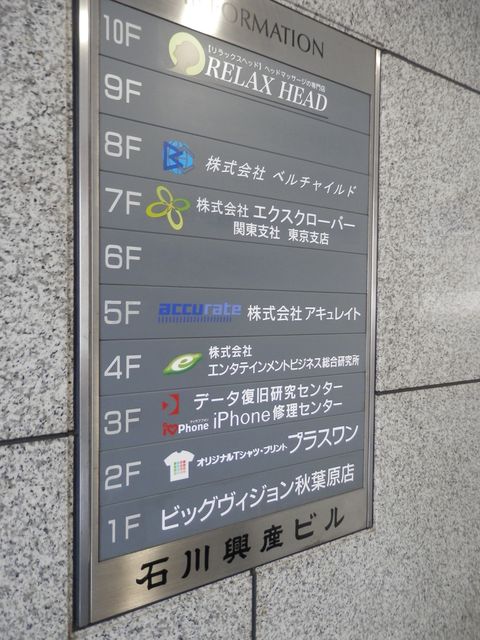 INFORMATION
10F
【リラックスヘッド】ヘッドマッサージの専門店
RELAX HEAD
9F
8F 株式会社 ベルチャイルド
7F 株式会社 エクスクローバー
関東支社 東京支店
6F
5F accurate 株式会社 アキュレイト
4F e 株式会社
エンタテインメントビジネス総合研究所
3F データ復旧研究センター
Phone iPhone修理センター
2F オリジナルTシャツ・プリント プラスワン
1F ビッグヴィジョン秋葉原店
石川興産ビル